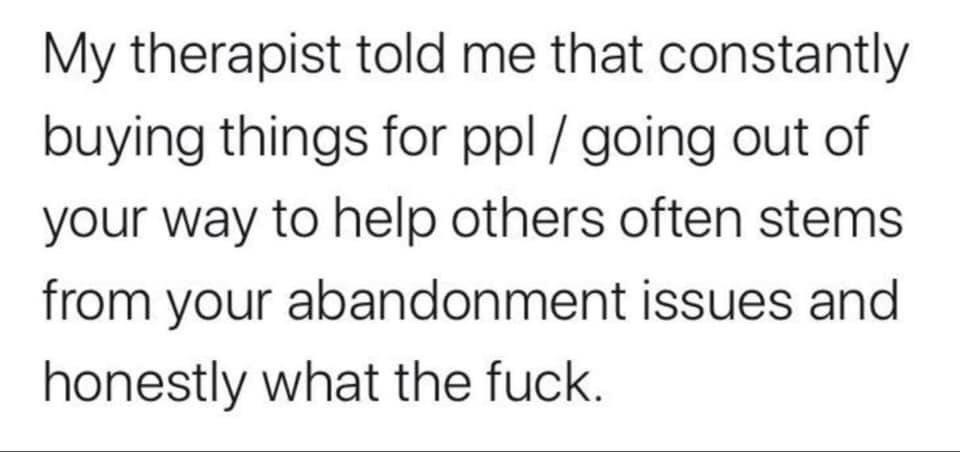 My therapist told me that constantly
buying things for ppl / going out of
your way to help others often stems
from your abandonment issues and
honestly what the fuck.